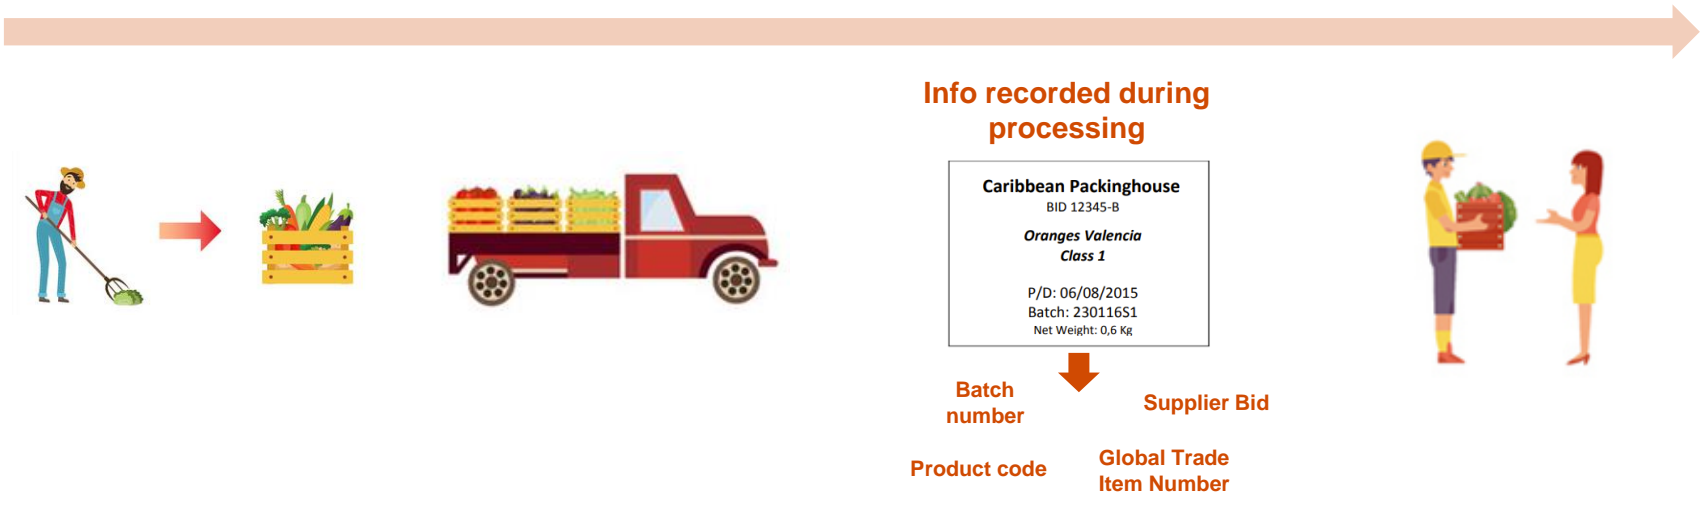 Info recorded during
processing
Caribbean Packinghouse
BID 12345-B
Oranges Valencia
Class 1
P/D: 06/08/2015
Batch: 230116S1
Net Weight: 0,6 Kg
Batch
number
Supplier Bid
Product code
Global Trade
Item Number